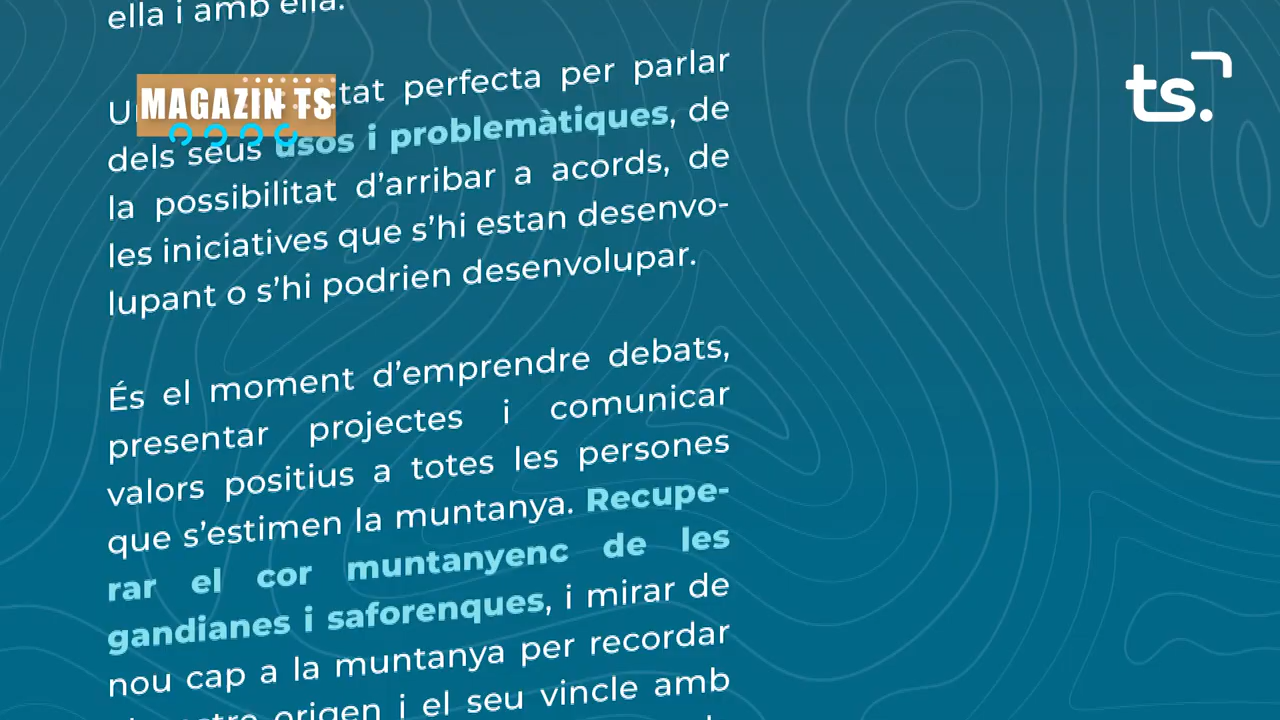 ella i amb ella.
MAGAZIN TS
ts.
perfecta per parlar
dels seus usos i problemàtiques, de
la possibilitat d’arribar a acords, de
les iniciatives que s’hi estan desenvo-
lupant o s’hi podrien desenvolupar.
És el moment d’emprendre debats,
presentar projectes i comunicar
valors positius a totes les persones
que s’estimen la muntanya. Recupe-
rar el cor muntanyenc de les
gandianes i saforenques, i mirar de
nou cap a la muntanya per recordar
origen i el seu vincle amb